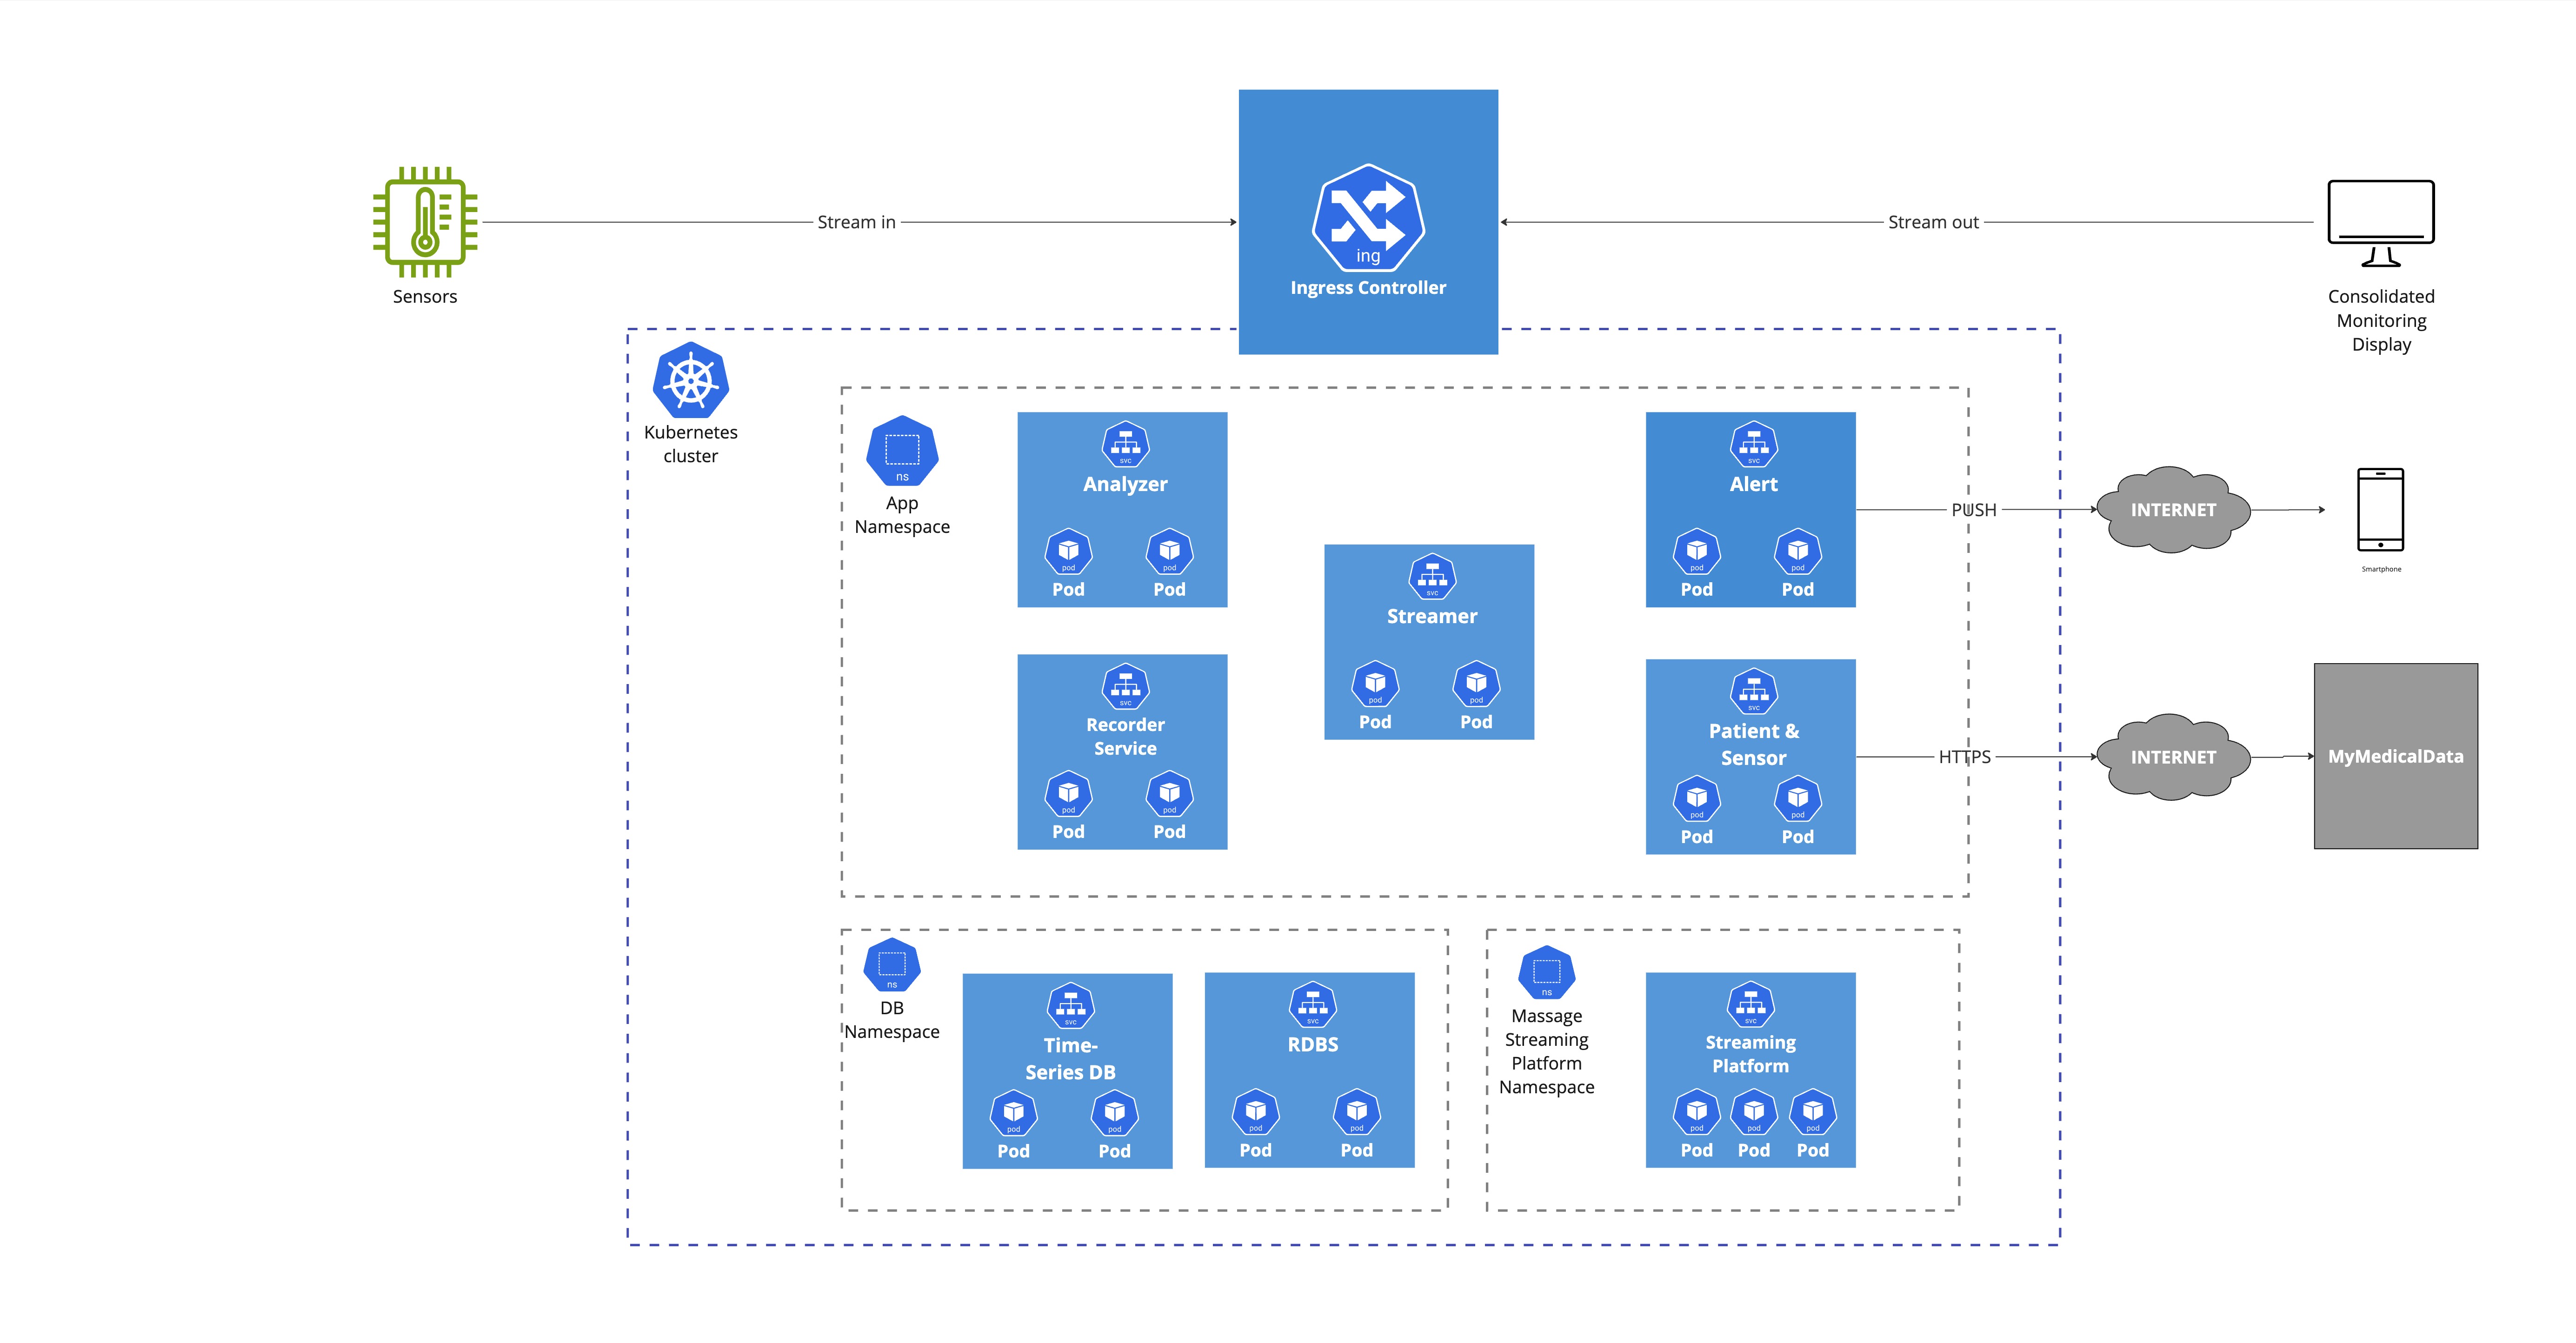 Stream in
Stream out
ing
Ingress Controller
Sensors
Consolidated
Monitoring
Display
Kubernetes
cluster
ns
App
Namespace
svc
Analyzer
pod
pod
Pod
Pod
svc
Alert
pod
pod
Pod
Pod
PUSH
INTERNET
Smartphone
svc
Streamer
pod
pod
Pod
Pod
svc
Recorder
Service
pod
pod
Pod
Pod
svc
Patient &
Sensor
pod
pod
Pod
Pod
HTTPS
INTERNET
MyMedicalData
ns
DB
Namespace
svc
Time-
Series DB
pod
pod
Pod
Pod
svc
RDBS
pod
pod
Pod
Pod
ns
Massage
Streaming
Platform
Namespace
svc
Streaming
Platform
pod
pod
pod
Pod
Pod
Pod